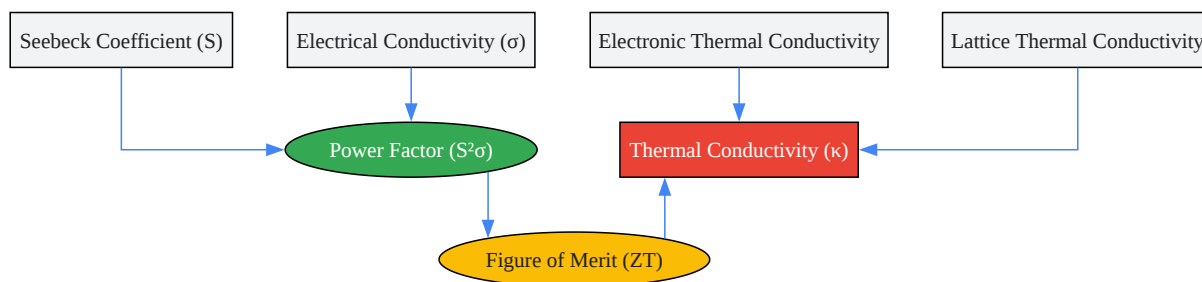 Seebeck Coefficient (S)
Electrical Conductivity (σ)
Electronic Thermal Conductivity
Lattice Thermal Conductivity
Power Factor (S²σ)
Thermal Conductivity (κ)
Figure of Merit (ZT)